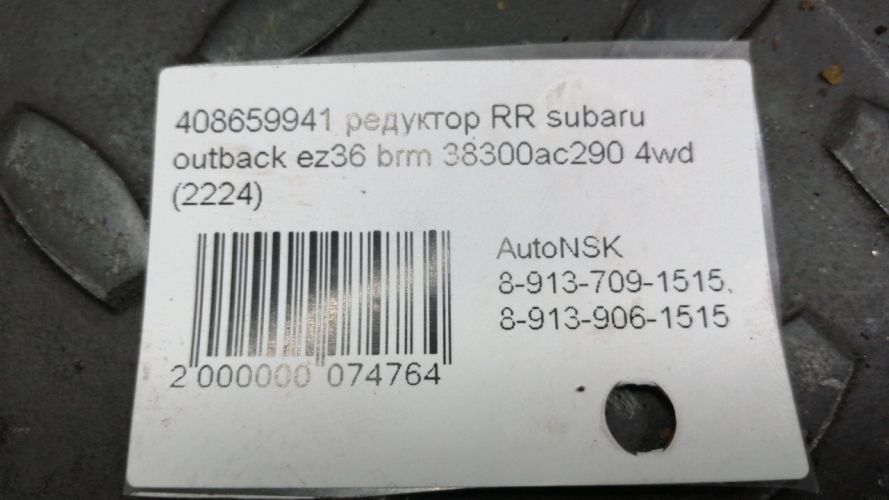 408659941 редуктор RR subaru
outback ez36 brm 38300ac290 4wd
(2224)
AutoNSK
8-913-709-1515,
8-913-906-1515
2 000000 074764